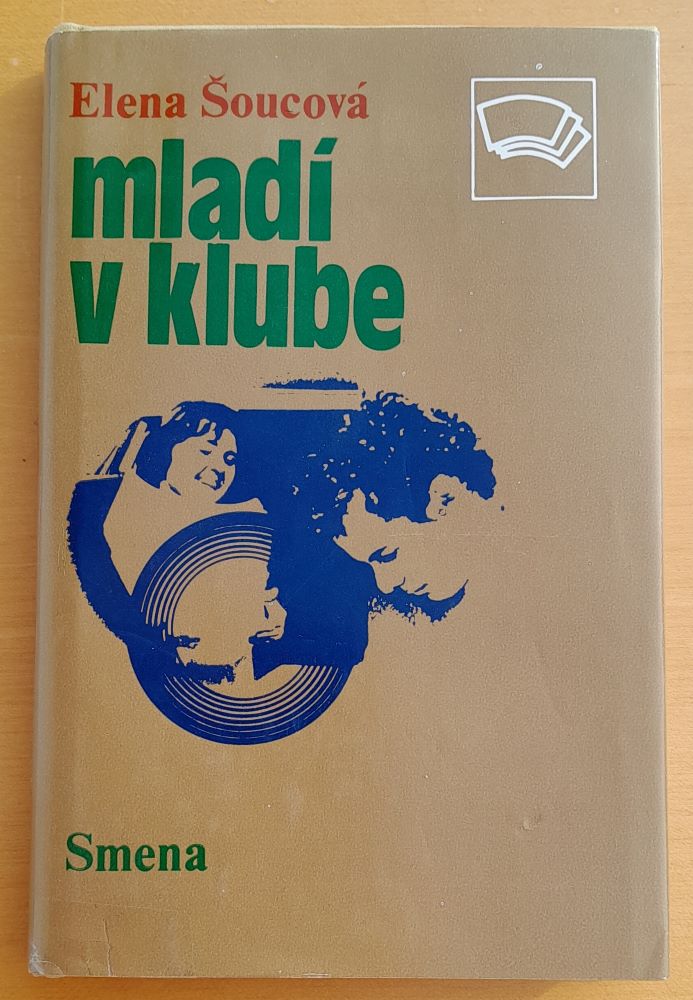 Elena Šoucová
mladí
v klube
Smena